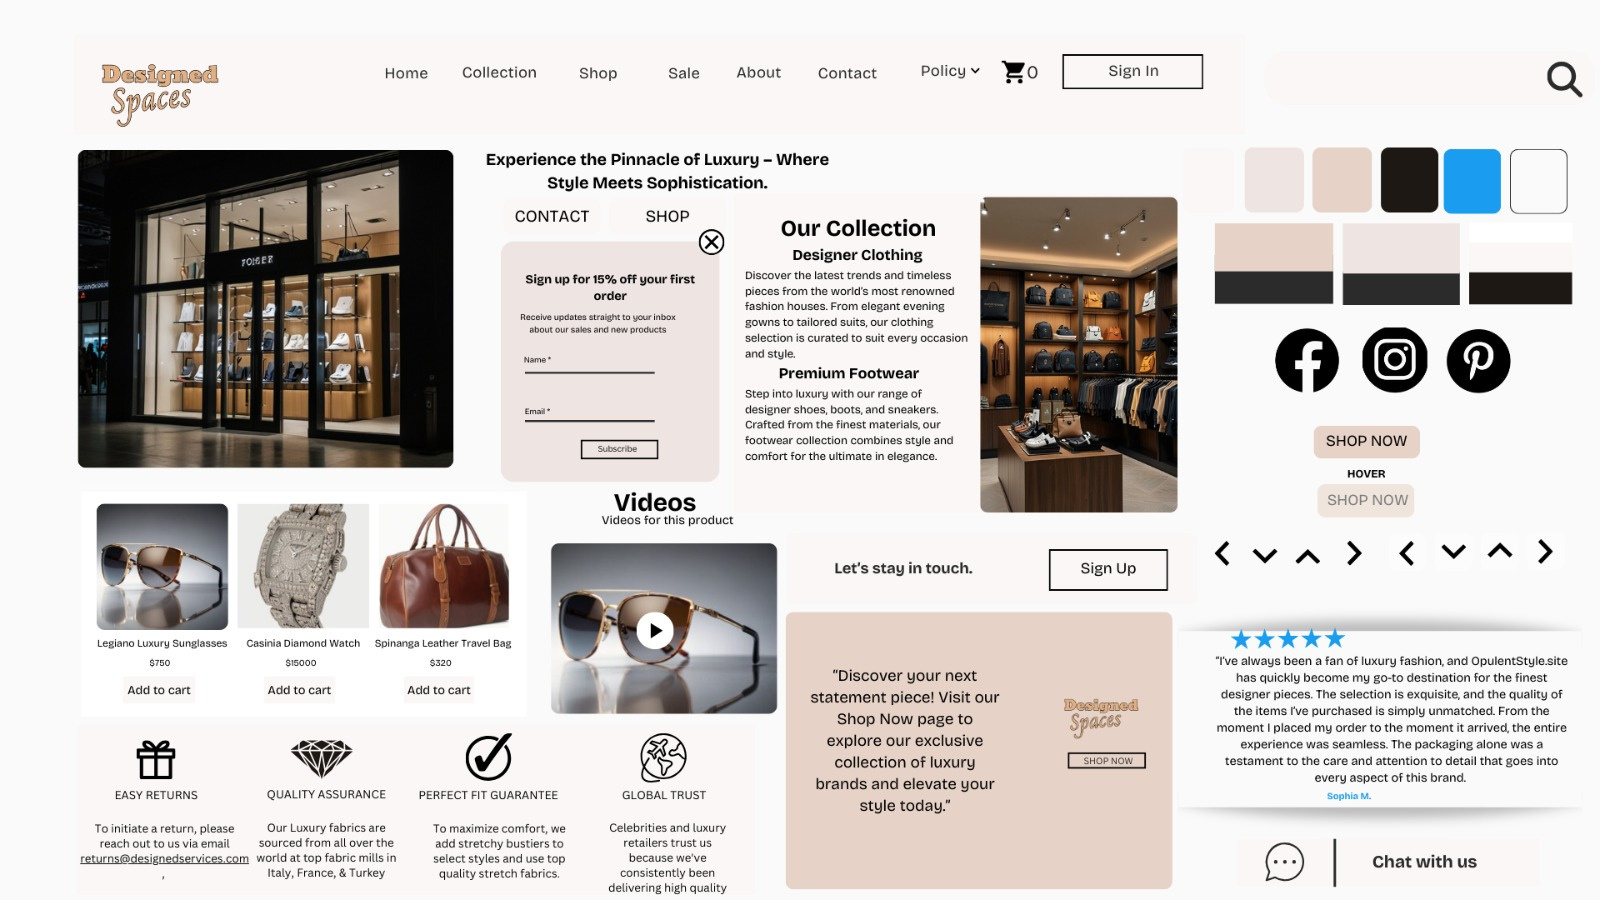 Designed
Spaces
Home
Collection
Shop
Sale
About
Contact
Policy
0
Sign In
Experience the Pinnacle of Luxury – Where
Style Meets Sophistication.
CONTACT
SHOP
Sign up for 15% off your first
order
Receive updates straight to your inbox
about our sales and new products
Name *
Email *
Subscribe
Our Collection
Designer Clothing
Discover the latest trends and timeless
pieces from the world's most renowned
fashion houses. From elegant evening
gowns to tailored suits, our clothing
selection is curated to suit every occasion
and style.
Premium Footwear
Step into luxury with our range of
designer shoes, boots, and sneakers.
Crafted from the finest materials, our
footwear collection combines style and
comfort for the ultimate in elegance.
SHOP NOW
HOVER
SHOP NOW
Legiano Luxury Sunglasses
$750
Add to cart
Casinia Diamond Watch
$15000
Add to cart
Spinanga Leather Travel Bag
$320
Add to cart
Videos
Videos for this product
Let’s stay in touch.
Sign Up
“Discover your next
statement piece! Visit our
Shop Now page to
explore our exclusive
collection of luxury
brands and elevate your
style today.”
Designed
Spaces
SHOP NOW
"I’ve always been a fan of luxury fashion, and OpulentStyle.site
has quickly become my go-to destination for the finest
designer pieces. The selection is exquisite, and the quality of
the items I’ve purchased is simply unmatched. From the
moment I placed my order to the moment it arrived, the entire
experience was seamless. The packaging alone was a
testament to the care and attention to detail that goes into
every aspect of this brand.
Sophia M.
EASY RETURNS
To initiate a return, please
reach out to us via email
returns@designedservices.com
,
QUALITY ASSURANCE
Our Luxury fabrics are
sourced from all over the
world at top fabric mills in
Italy, France, & Turkey
PERFECT FIT GUARANTEE
To maximize comfort, we
add stretchy bustiers to
select styles and use top
quality stretch fabrics.
GLOBAL TRUST
Celebrities and luxury
retailers trust us
because we've
consistently been
delivering high quality
Chat with us